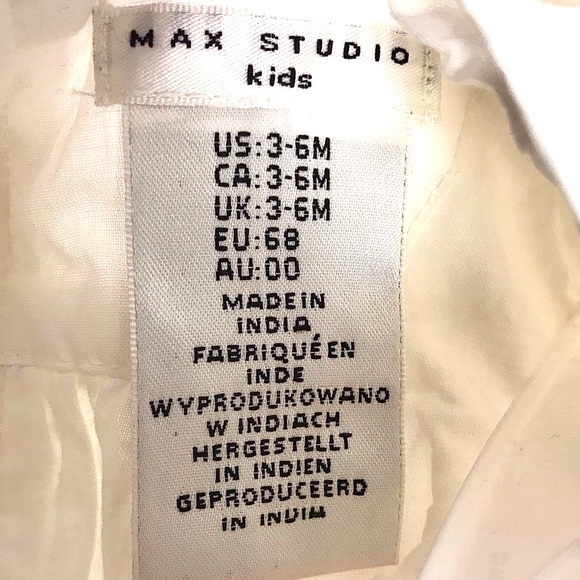 MAX STUDIO
kids
US:3-6M
CA:3-6M
UK:3-6M
EU:68
AU:00
MADE IN
INDIA
FABRIQUÉ EN
INDE
WYPRODUKOWANO
W INDIACH
HERGESTELLT
IN INDIEN
GEPRODUCEERD
IN INDIA